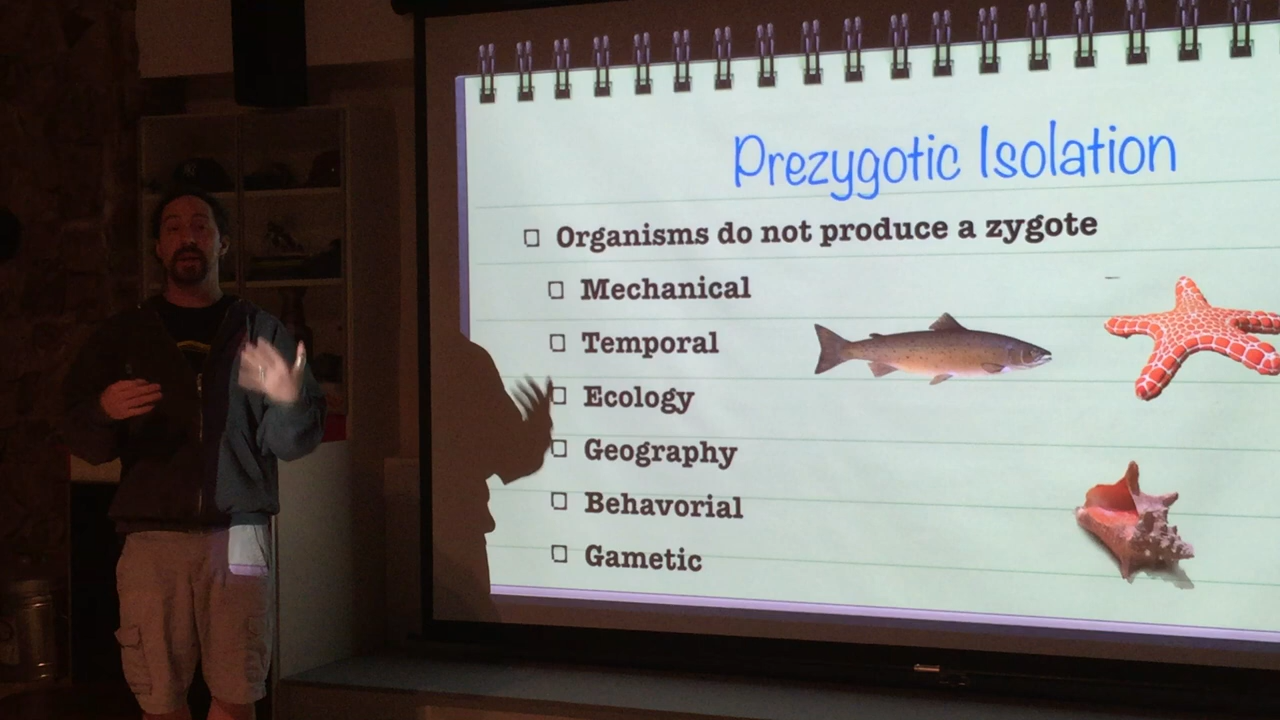 Prezygotic Isolation
Organisms do not produce a zygote
Mechanical
Temporal
Ecology
Geography
Behavorial
Gametic